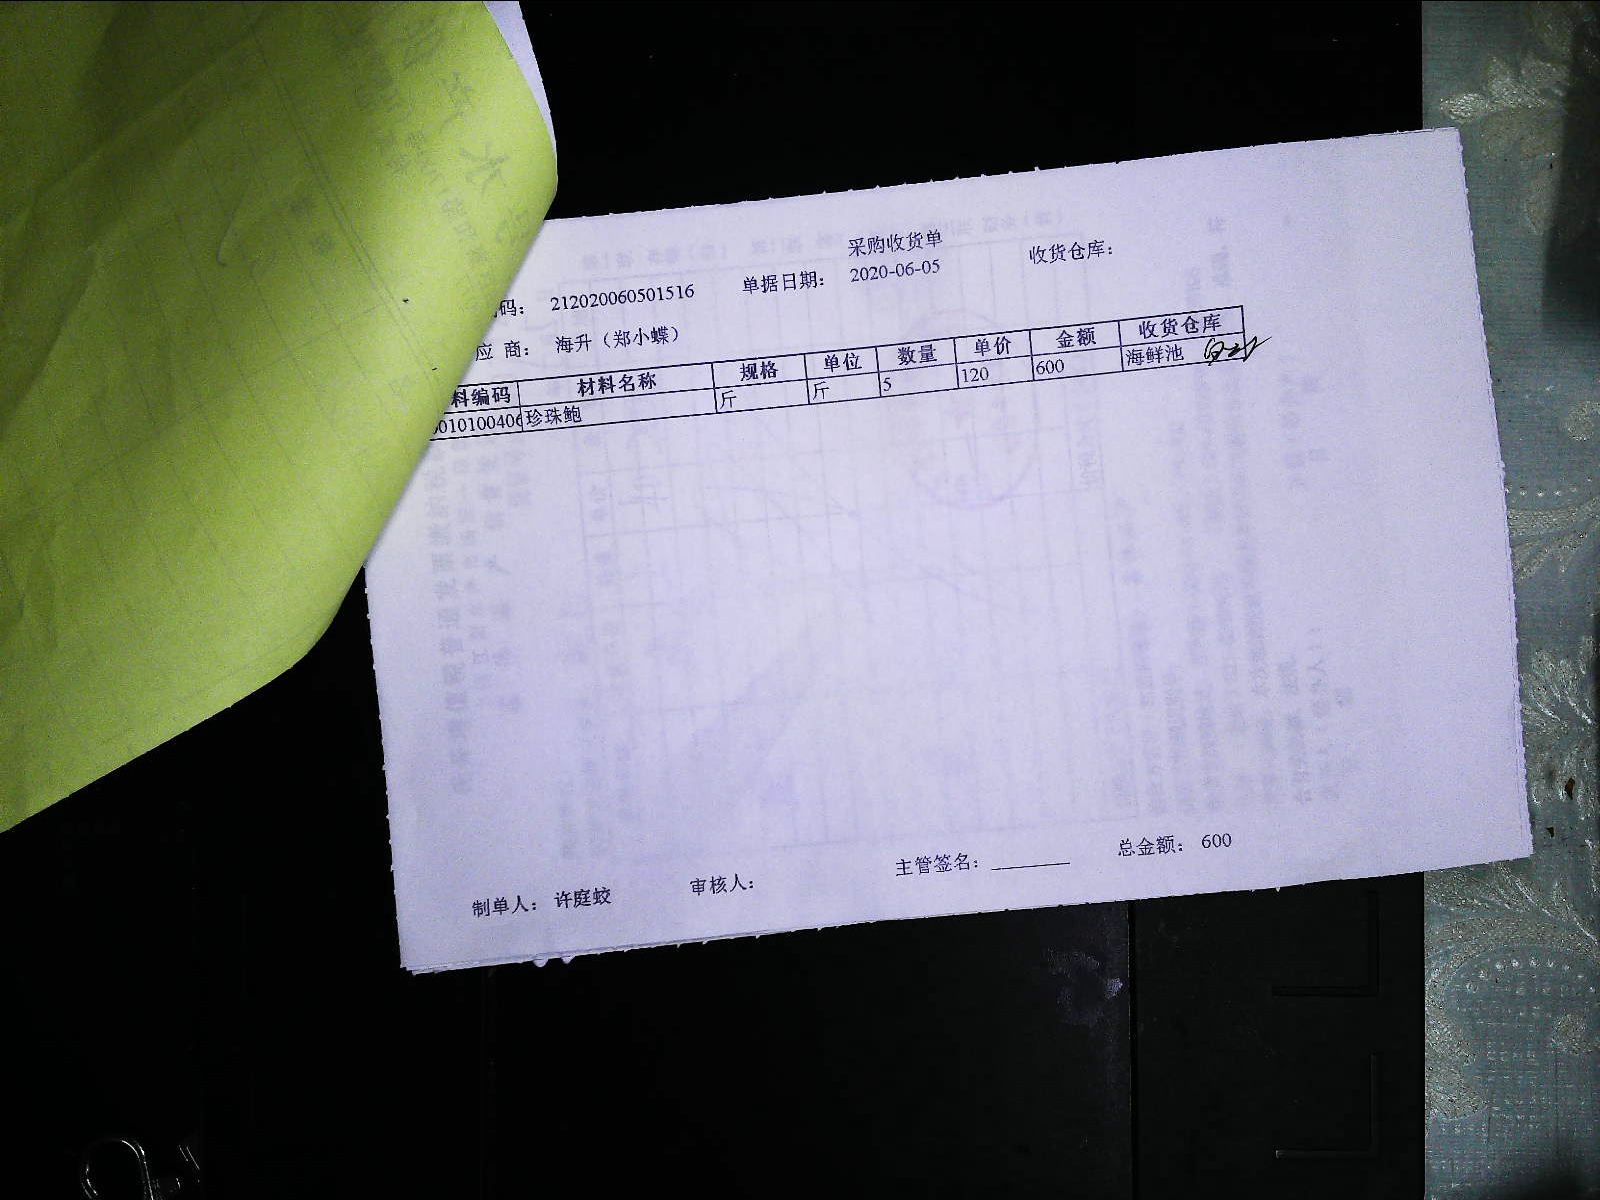 采购收货单
码： 212020060501516 单据日期： 2020-06-05 收货仓库：
应 商： 海升（郑小蝶）
料编码 材料名称 规格 单位 数量 单价 金额 收货仓库
010100406 珍珠鲍 斤 斤 5 120 600 海鲜池
制单人： 许庭蛟 审核人： 主管签名： ________ 总金额： 600